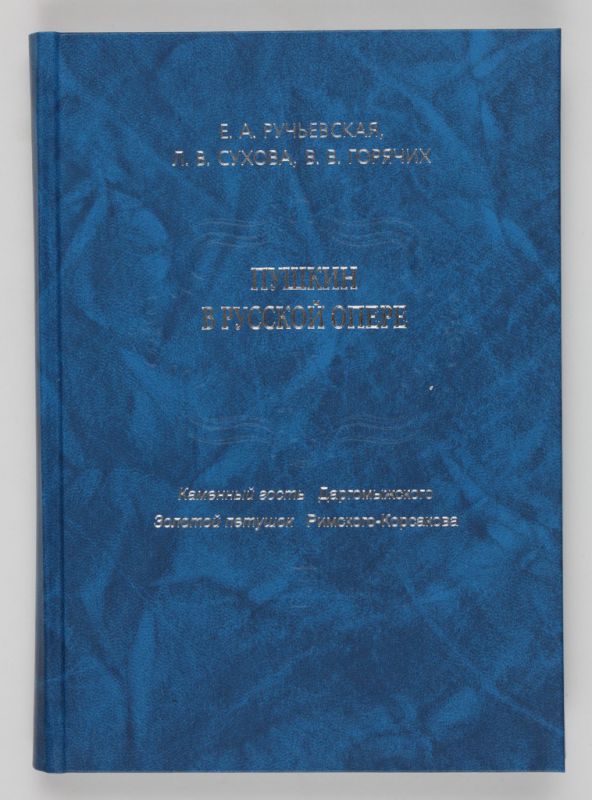 Е. А. РУЧЬЕВСКАЯ,
Л. В. СУХОВА, В. В. ГОРЯЧИХ
ПУШКИН
В РУССКОЙ ОПЕРЕ
Каменный гость Даргомыжского
Золотой петушок Римского-Корсакова